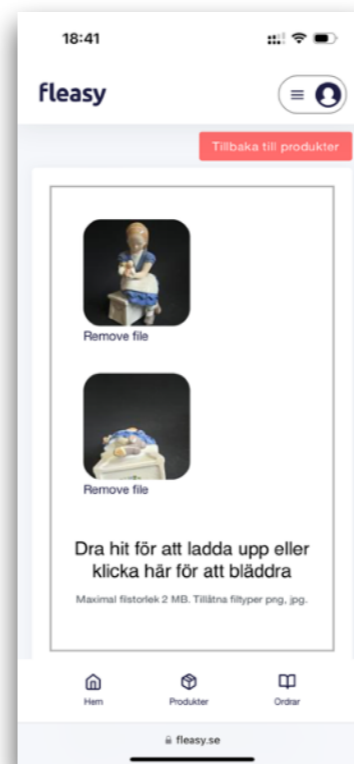 18:41
fleasy
Tillbaka till produkter
Remove file
Remove file
Dra hit för att ladda upp eller
klicka här för att bläddra
Maximal filstorlek 2 MB. Tillåtna filtyper png, jpg.
Hem Produkter Ordrar
fleasy.se